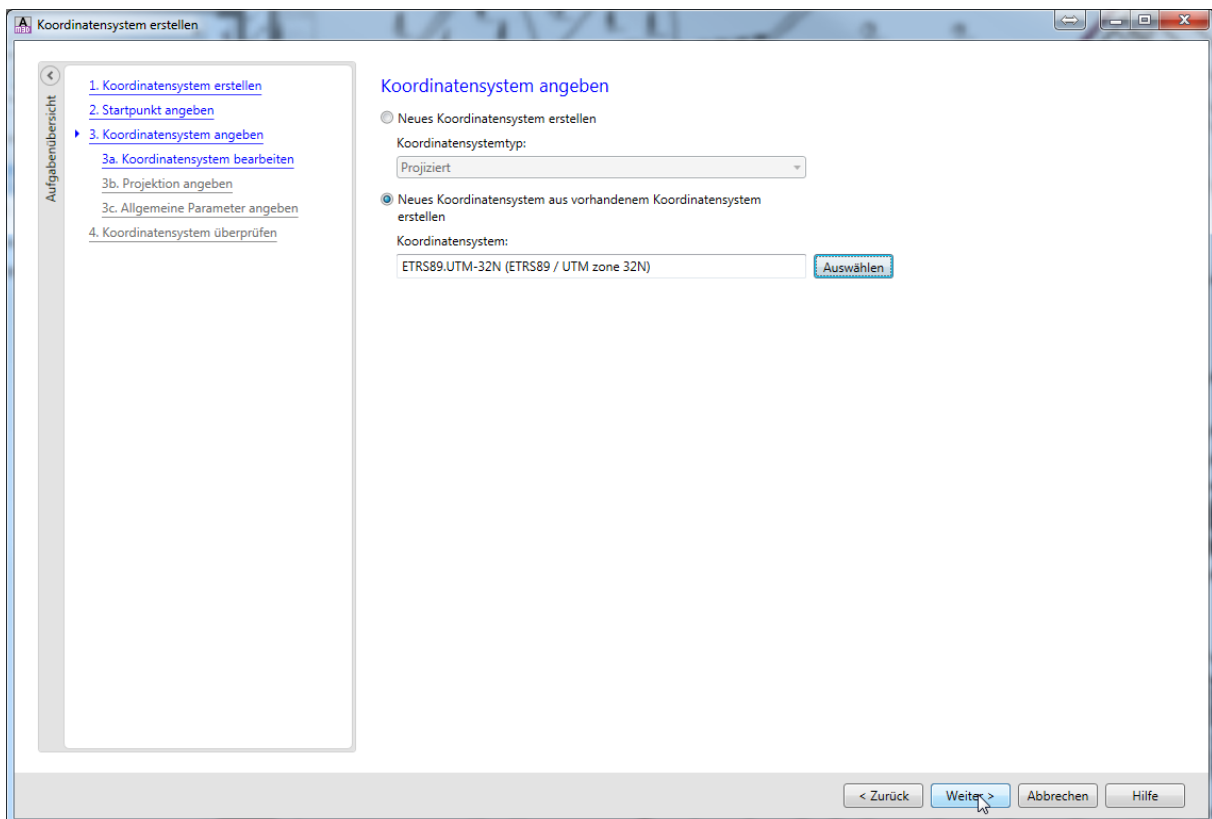 Koordinatensystem erstellen
Aufgabenübersicht
1. Koordinatensystem erstellen
2. Startpunkt angeben
3. Koordinatensystem angeben
3a. Koordinatensystem bearbeiten
3b. Projektion angeben
3c. Allgemeine Parameter angeben
4. Koordinatensystem überprüfen
Koordinatensystem angeben
Neues Koordinatensystem erstellen
Koordinatensystemtyp:
Projiziert
Neues Koordinatensystem aus vorhandenem Koordinatensystem
erstellen
Koordinatensystem:
ETRS89.UTM-32N (ETRS89 / UTM zone 32N)
Auswählen
< Zurück
Weiter >
Abbrechen
Hilfe